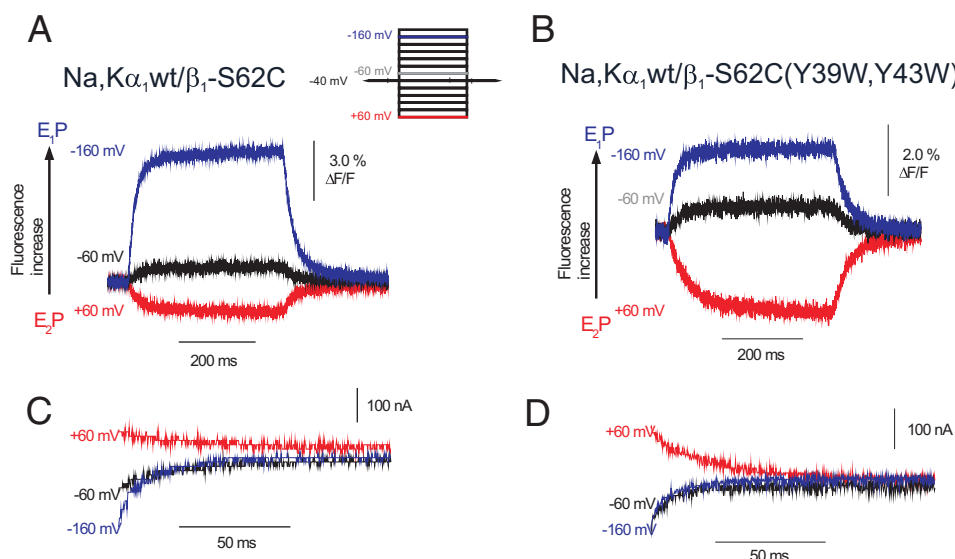 A
Na,Kα₁wt/β₁-S62C
-160 mV
-60 mV
-40 mV
+60 mV
E₁P
-160 mV
3.0 %
ΔF/F
Fluorescence
increase
-60 mV
E₂P
+60 mV
200 ms
B
Na,Kα₁wt/β₁-S62C(Y39W,Y43W)
E₁P
-160 mV
2.0 %
ΔF/F
-60 mV
Fluorescence
increase
E₂P
+60 mV
200 ms
C
100 nA
+60 mV
-60 mV
-160 mV
50 ms
D
100 nA
+60 mV
-60 mV
-160 mV
50 ms